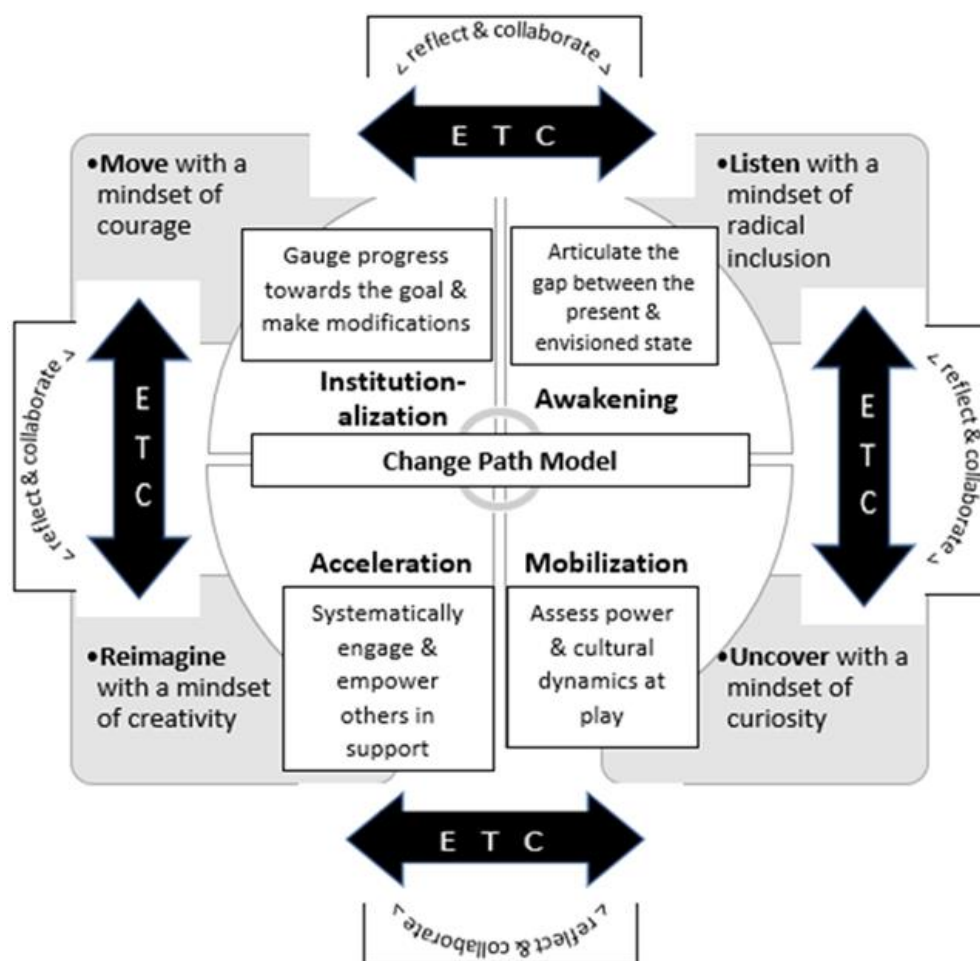 < reflect & collaborate >
E T C
•Move with a
mindset of
courage
•Listen with a
mindset of
radical
inclusion
Gauge progress
towards the goal &
make modifications
Articulate the
gap between the
present &
envisioned state
Institution-
alization
Awakening
< reflect & collaborate >
E
T
C
E
T
C
< reflect & collaborate >
Change Path Model
Acceleration
Mobilization
Systematically
engage &
empower
others in
support
Assess power
& cultural
dynamics at
play
•Reimagine
with a mindset
of creativity
•Uncover with a
mindset of
curiosity
E T C
< reflect & collaborate >